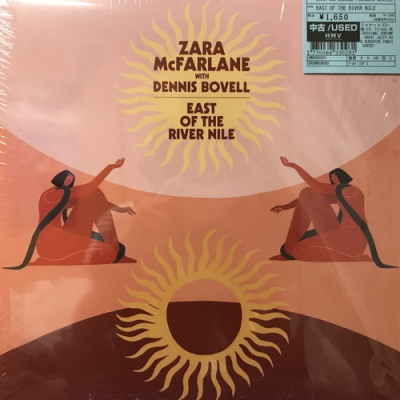 EAST OF THE RIVER NILE
¥1,650
中古/USED
HMV
ZARA
McFARLANE
WITH
DENNIS BOVELL
EAST
OF THE
RIVER NILE